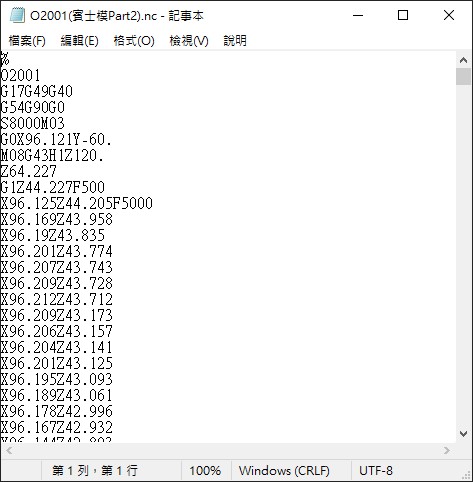 O2001(賓士模Part2).nc - 記事本
檔案(F) 編輯(E) 格式(O) 檢視(V) 說明
%
O2001
G17G49G40
G54G90G0
S8000M03
G0X96.121Y-60.
M08G43H1Z120.
Z64.227
G1Z44.227F500
X96.125Z44.205F5000
X96.169Z43.958
X96.19Z43.835
X96.201Z43.774
X96.207Z43.743
X96.209Z43.728
X96.212Z43.712
X96.209Z43.173
X96.206Z43.157
X96.204Z43.141
X96.201Z43.125
X96.195Z43.093
X96.189Z43.061
X96.178Z42.996
X96.167Z42.932
第 1 列，第 1 行 100% Windows (CRLF) UTF-8